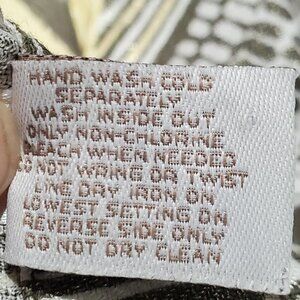 HAND WASH COLD
SEPARATELY
WASH INSIDE OUT
ONLY NON-CHLORINE
BLEACH WHEN NEEDED
DO NOT WRING OR TWIST
LINE DRY IRON ON
LOWEST SETTING ON
REVERSE SIDE ONLY
DO NOT DRY CLEAN